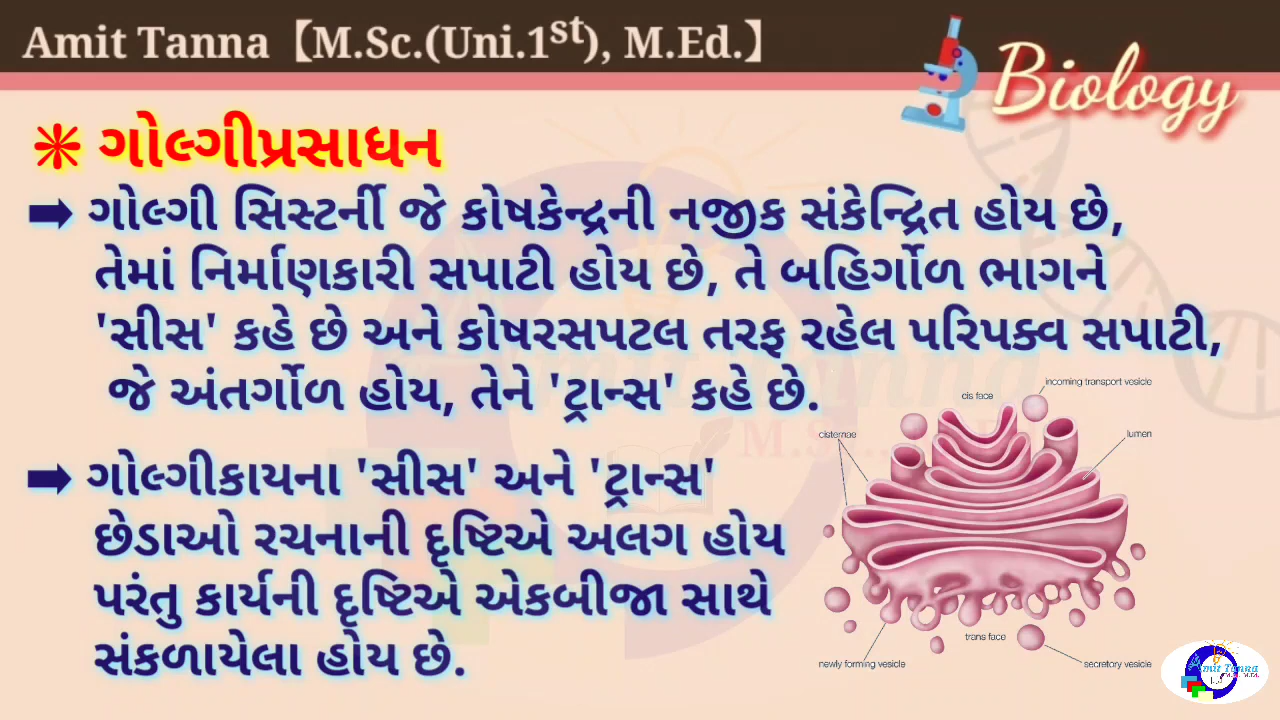 Amit Tanna【M.Sc.(Uni.1st), M.Ed.】
Biology
❋ ગોલ્ગીપ્રસાધન
➡ ગોલ્ગી સિસ્ટર્ની જે કોષકેન્દ્રની નજીક સંકેન્દ્રિત હોય છે,
તેમાં નિર્માણકારી સપાટી હોય છે, તે બહિર્ગોળ ભાગને
'સીસ' કહે છે અને કોષરસપટલ તરફ રહેલ પરિપક્વ સપાટી,
જે અંતર્ગોળ હોય, તેને 'ટ્રાન્સ' કહે છે.
➡ ગોલ્ગીકાયના 'સીસ' અને 'ટ્રાન્સ'
છેડાઓ રચનાની દૃષ્ટિએ અલગ હોય
પરંતુ કાર્યની દૃષ્ટિએ એકબીજા સાથે
સંકળાયેલા હોય છે.
incoming transport vesicle
cis face
cisternae
lumen
trans face
newly forming vesicle
secretory vesicle
Amit Tanna